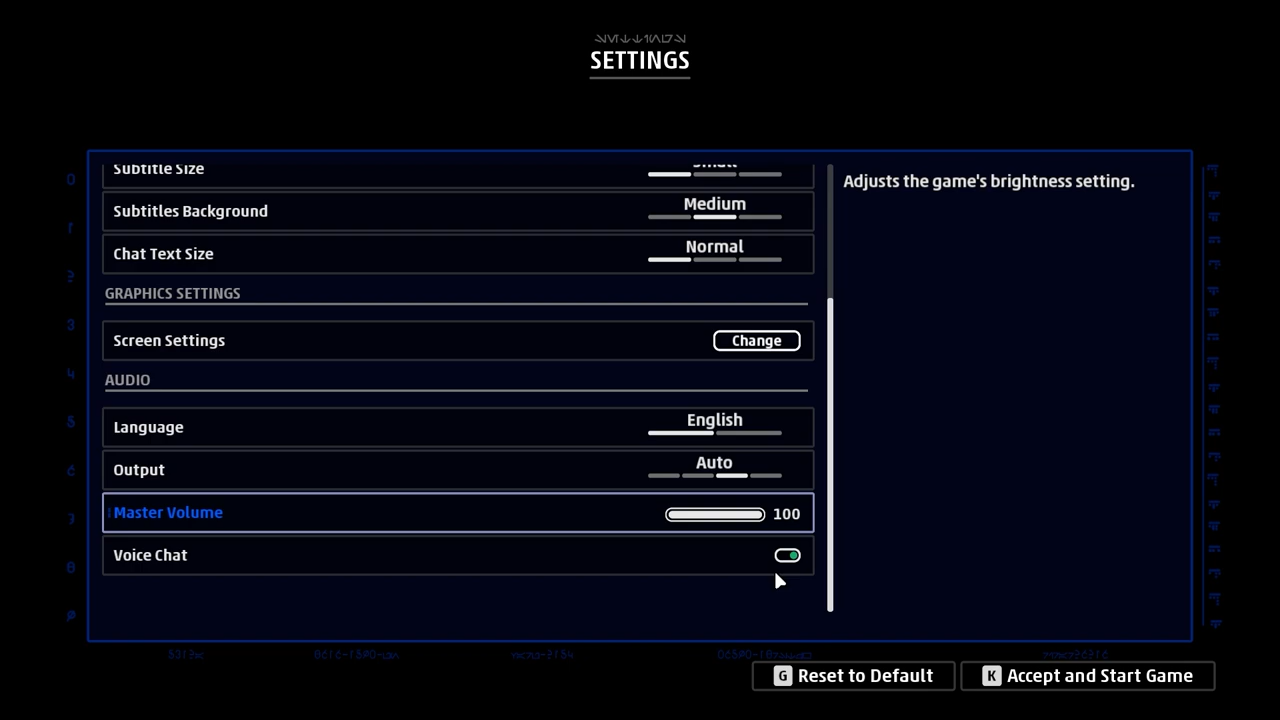 SETTINGS
Subtitle Size
Small
Subtitles Background
Medium
Chat Text Size
Normal
GRAPHICS SETTINGS
Screen Settings
Change
AUDIO
Language
English
Output
Auto
Master Volume
100
Voice Chat
Adjusts the game's brightness setting.
G Reset to Default
K Accept and Start Game